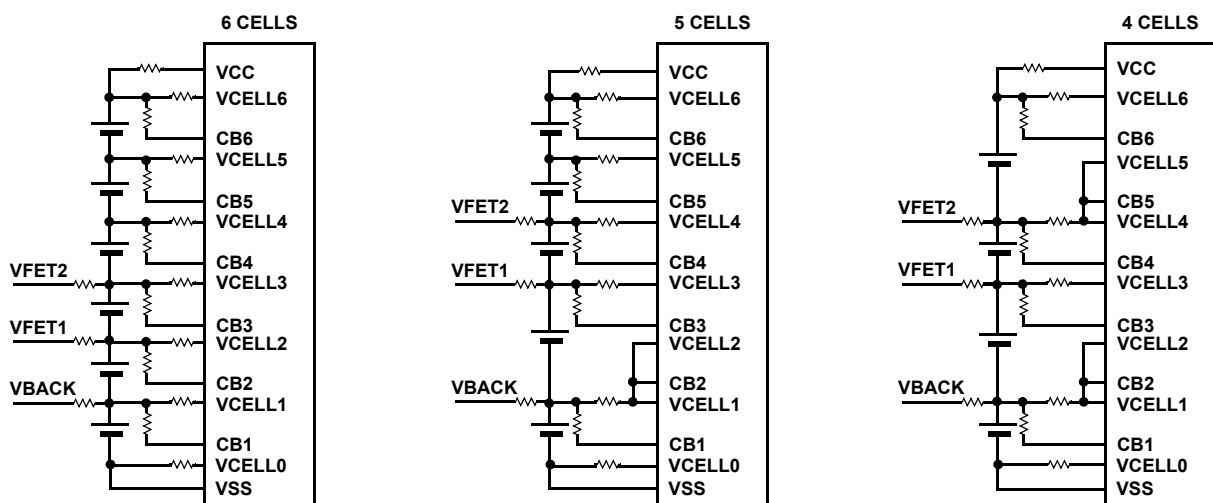 6 CELLS
VCC
VCELL6
CB6
VCELL5
CB5
VCELL4
CB4
VFET2
VCELL3
CB3
VFET1
VCELL2
CB2
VBACK
VCELL1
CB1
VCELL0
VSS
5 CELLS
VCC
VCELL6
CB6
VCELL5
CB5
VFET2
VCELL4
CB4
VFET1
VCELL3
CB3
VCELL2
CB2
VBACK
VCELL1
CB1
VCELL0
VSS
4 CELLS
VCC
VCELL6
CB6
VCELL5
CB5
VFET2
VCELL4
CB4
VFET1
VCELL3
CB3
VCELL2
CB2
VBACK
VCELL1
CB1
VCELL0
VSS